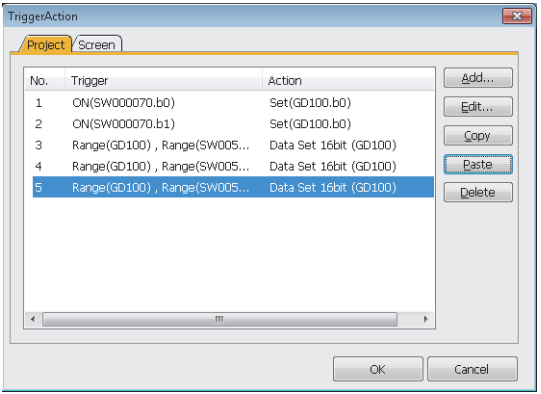 TriggerAction
Project Screen
No. Trigger Action Add...
1 ON(SW000070.b0) Set(GD100.b0) Edit...
2 ON(SW000070.b1) Set(GD100.b0) Copy
3 Range(GD100) , Range(SW005... Data Set 16bit (GD100)
4 Range(GD100) , Range(SW005... Data Set 16bit (GD100) Paste
5 Range(GD100) , Range(SW005... Data Set 16bit (GD100) Delete
OK Cancel